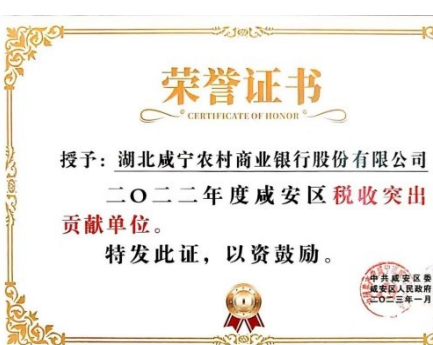 荣誉证书
CERTIFICATE OF HONOR
授予：湖北咸宁农村商业银行股份有限公司
二〇二二年度咸安区税收突出
贡献单位。
特发此证，以资鼓励。
中共咸安区委
咸安区人民政府
二〇二三年一月